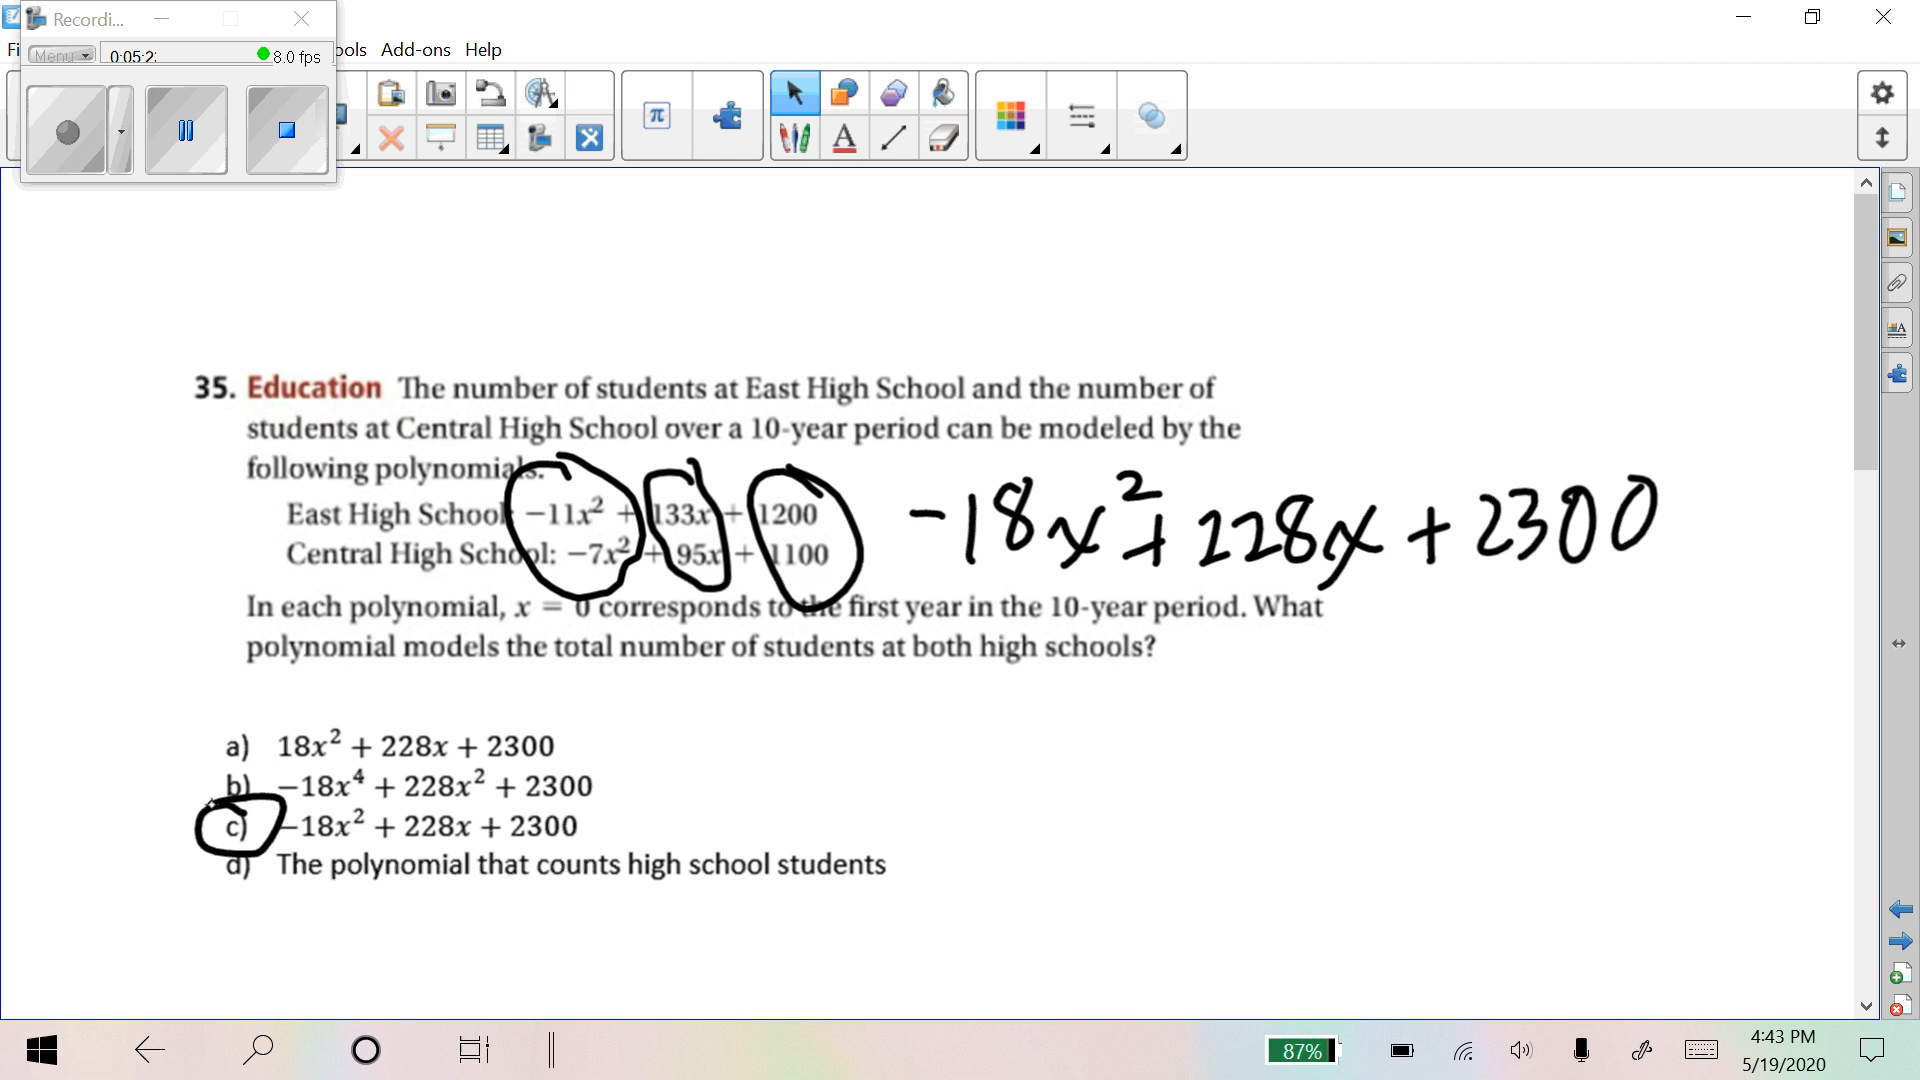 Recordi...
Fi
ools Add-ons Help
Menu 0:05:2 8.0 fps
π
A
35. Education The number of students at East High School and the number of
students at Central High School over a 10-year period can be modeled by the
following polynomials.
East High School: −11x² + 133x + 1200
Central High School: −7x² + 95x + 1100
-18x² + 228x + 2300
In each polynomial, x = 0 corresponds to the first year in the 10-year period. What
polynomial models the total number of students at both high schools?
a) 18x² + 228x + 2300
b) −18x⁴ + 228x² + 2300
c) −18x² + 228x + 2300
d) The polynomial that counts high school students
87%
4:43 PM
5/19/2020